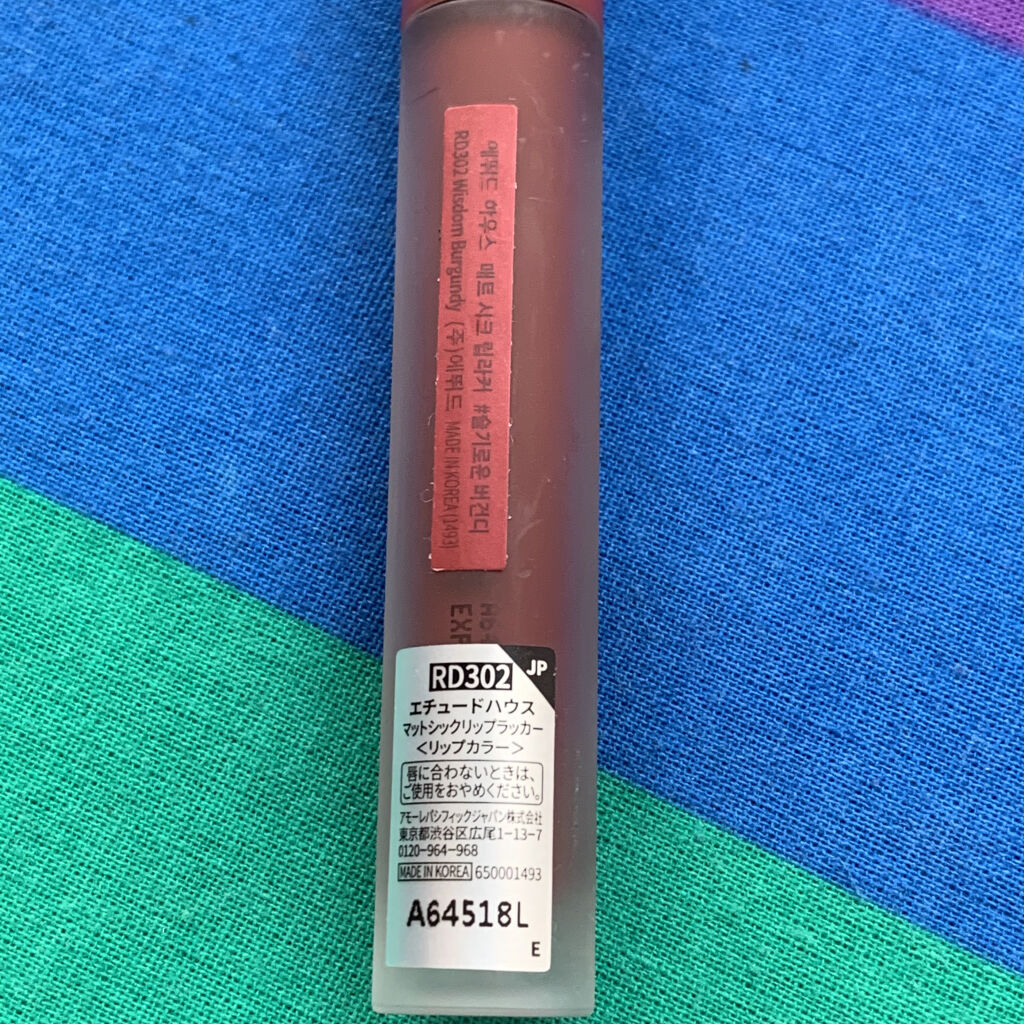 에뛰드 하우스 매트 시크 립라커 #슬기로운 버건디
RD302 Wisdom Burgundy (주)에뛰드 MADE IN KOREA (1493)
EXP
RD302
JP
エチュードハウス
マットシックリップラッカー
<リップカラー>
唇に合わないときは、
ご使用をおやめください。
アモーレパシフィックジャパン株式会社
東京都渋谷区広尾1-13-7
0120-964-968
MADE IN KOREA 650001493
A64518L
E